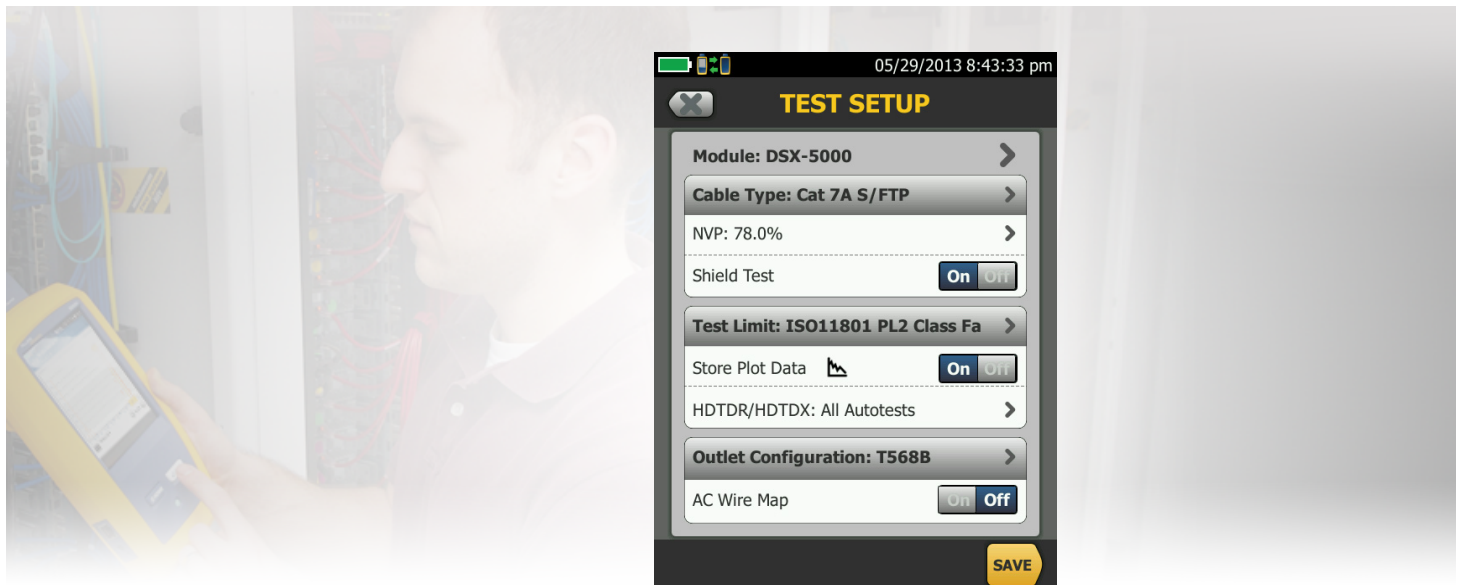 05/29/2013 8:43:33 pm
TEST SETUP
Module: DSX-5000
Cable Type: Cat 7A S/FTP
NVP: 78.0%
Shield Test On Off
Test Limit: ISO11801 PL2 Class Fa
Store Plot Data On Off
HDTDR/HDTDX: All Autotests
Outlet Configuration: T568B
AC Wire Map On Off
SAVE